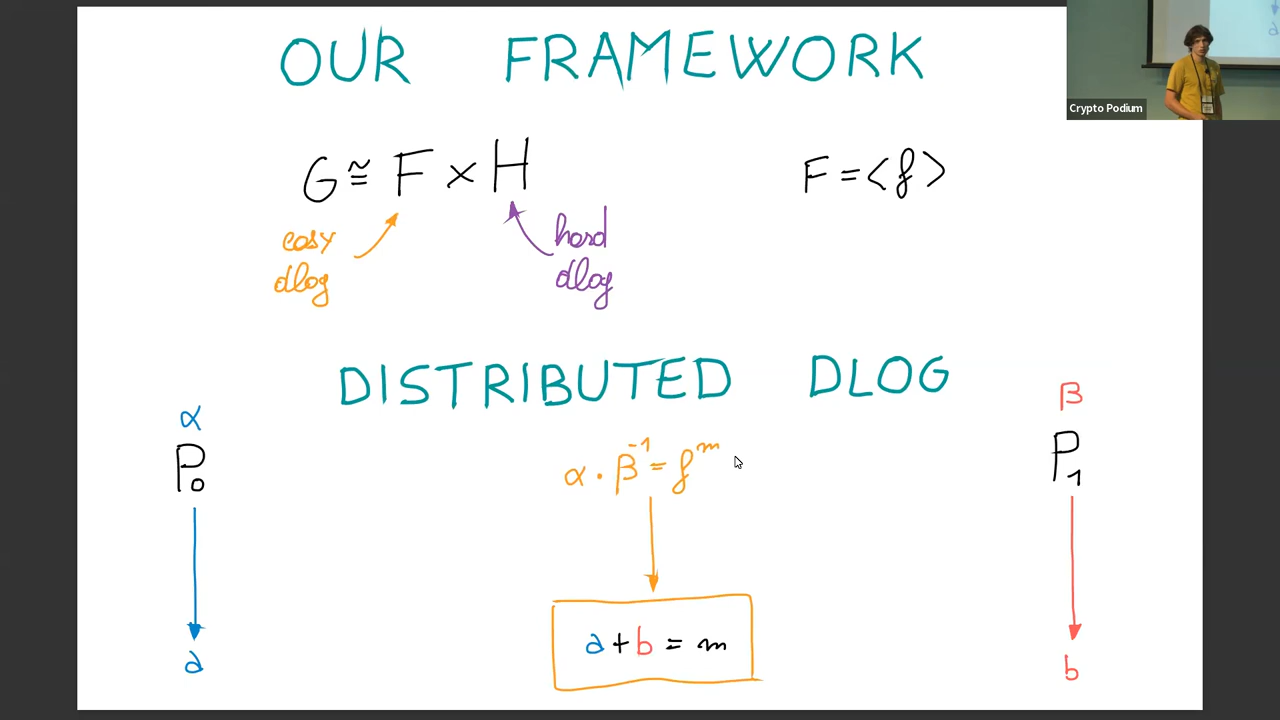 OUR FRAMEWORK
Crypto Podium
G ≅ F × H
F = <f>
easy dlog
hard dlog
DISTRIBUTED DLOG
α
β
P₀
α · β⁻¹ = f^m
P₁
a + b = m
a
b